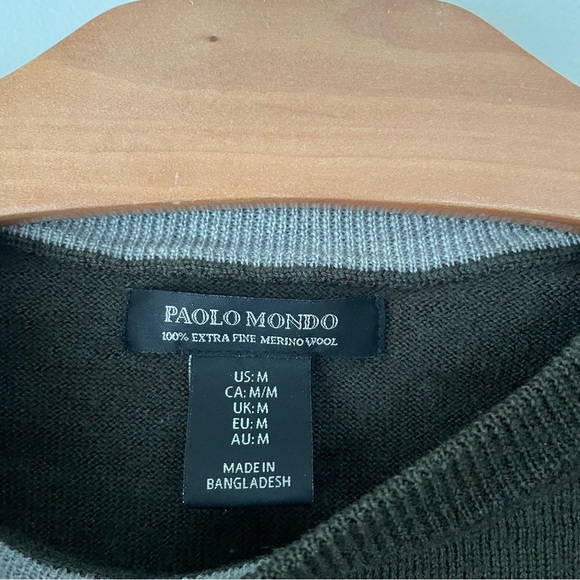 PAOLO MONDO
100% EXTRA FINE MERINO WOOL
US: M
CA: M/M
UK: M
EU: M
AU: M
MADE IN
BANGLADESH